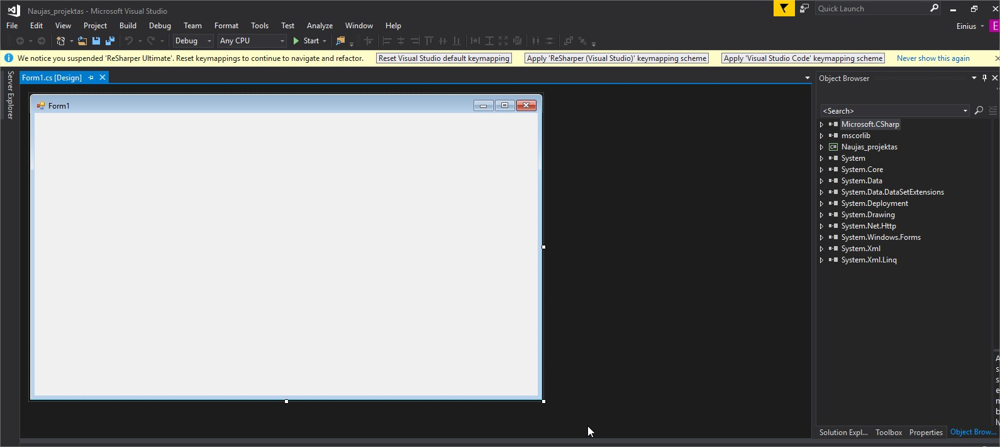 Naujas_projektas - Microsoft Visual Studio
Quick Launch
File Edit View Project Build Debug Team Format Tools Test Analyze Window Help
Einius E
Debug Any CPU Start
We notice you suspended 'ReSharper Ultimate'. Reset keymappings to continue to navigate and refactor. Reset Visual Studio default keymapping Apply 'ReSharper (Visual Studio)' keymapping scheme Apply 'Visual Studio Code' keymapping scheme Never show this again
Server Explorer
Form1.cs [Design]
Form1
Object Browser
<Search>
Microsoft.CSharp
mscorlib
C# Naujas_projektas
System
System.Core
System.Data
System.Data.DataSetExtensions
System.Deployment
System.Drawing
System.Net.Http
System.Windows.Forms
System.Xml
System.Xml.Linq
Solution Expl... Toolbox Properties Object Brow...